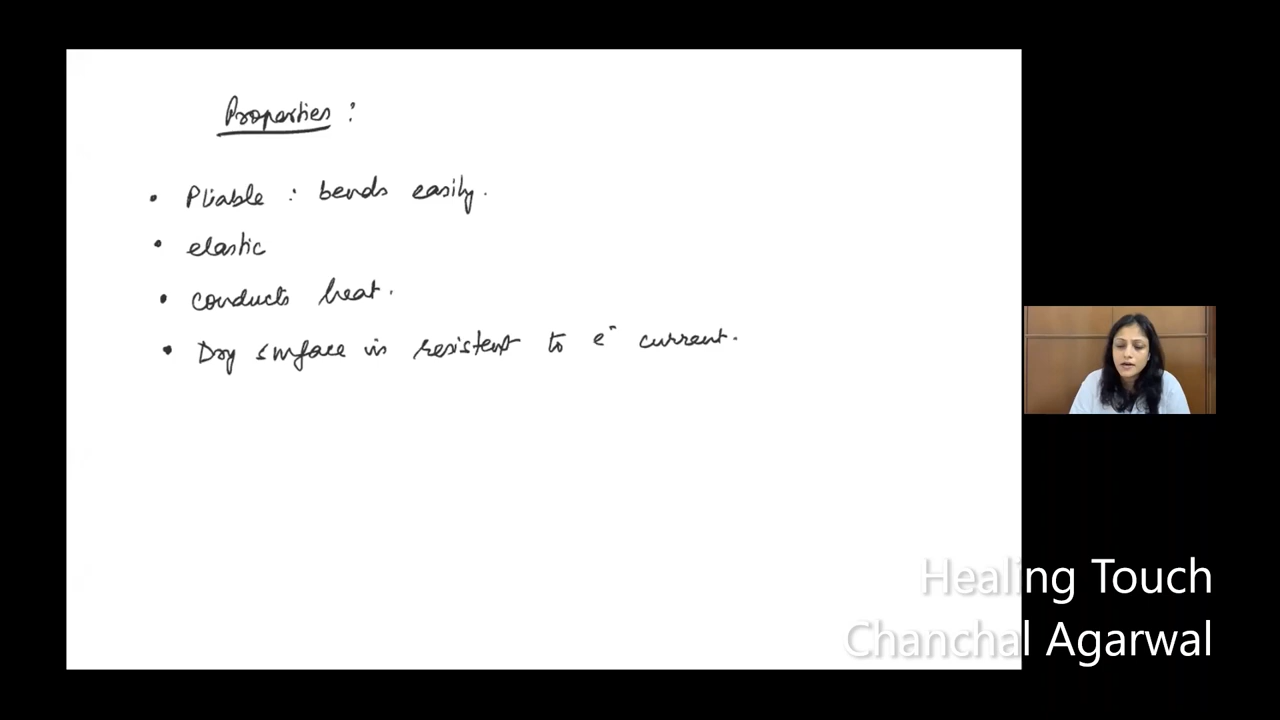 Properties :
• Pliable : bends easily.
• elastic
• conducts heat.
• Dry surface is resistent to e⁻ current.
Healing Touch
Chanchal Agarwal